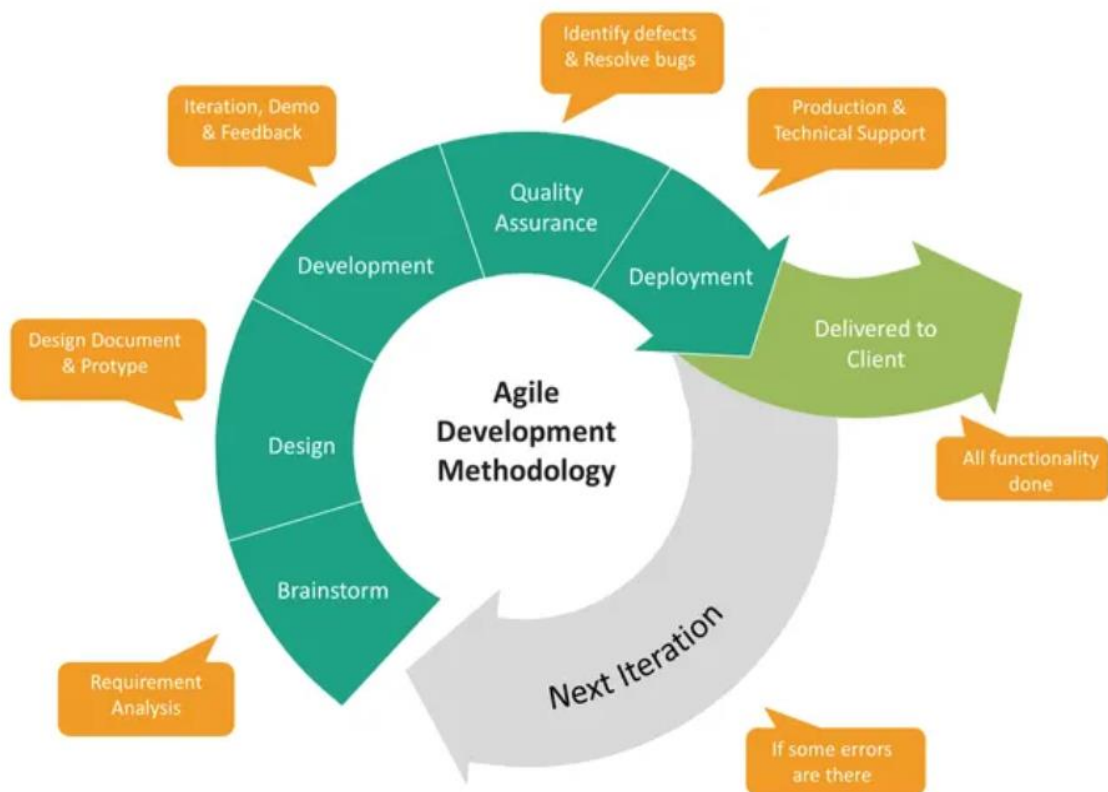 Identify defects
& Resolve bugs
Iteration, Demo
& Feedback
Production &
Technical Support
Quality
Assurance
Development
Deployment
Delivered to
Client
Design Document
& Protype
Agile
Development
Methodology
Design
All functionality
done
Brainstorm
Next Iteration
Requirement
Analysis
If some errors
are there